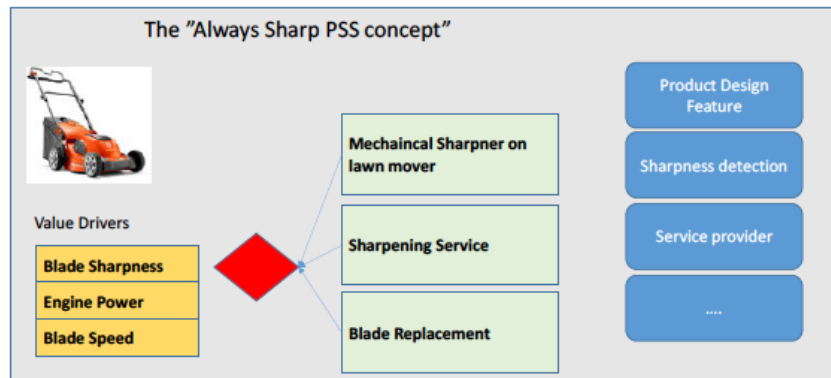 The ”Always Sharp PSS concept”
Value Drivers
Blade Sharpness
Engine Power
Blade Speed
Mechaincal Sharpner on
lawn mover
Sharpening Service
Blade Replacement
Product Design
Feature
Sharpness detection
Service provider
....